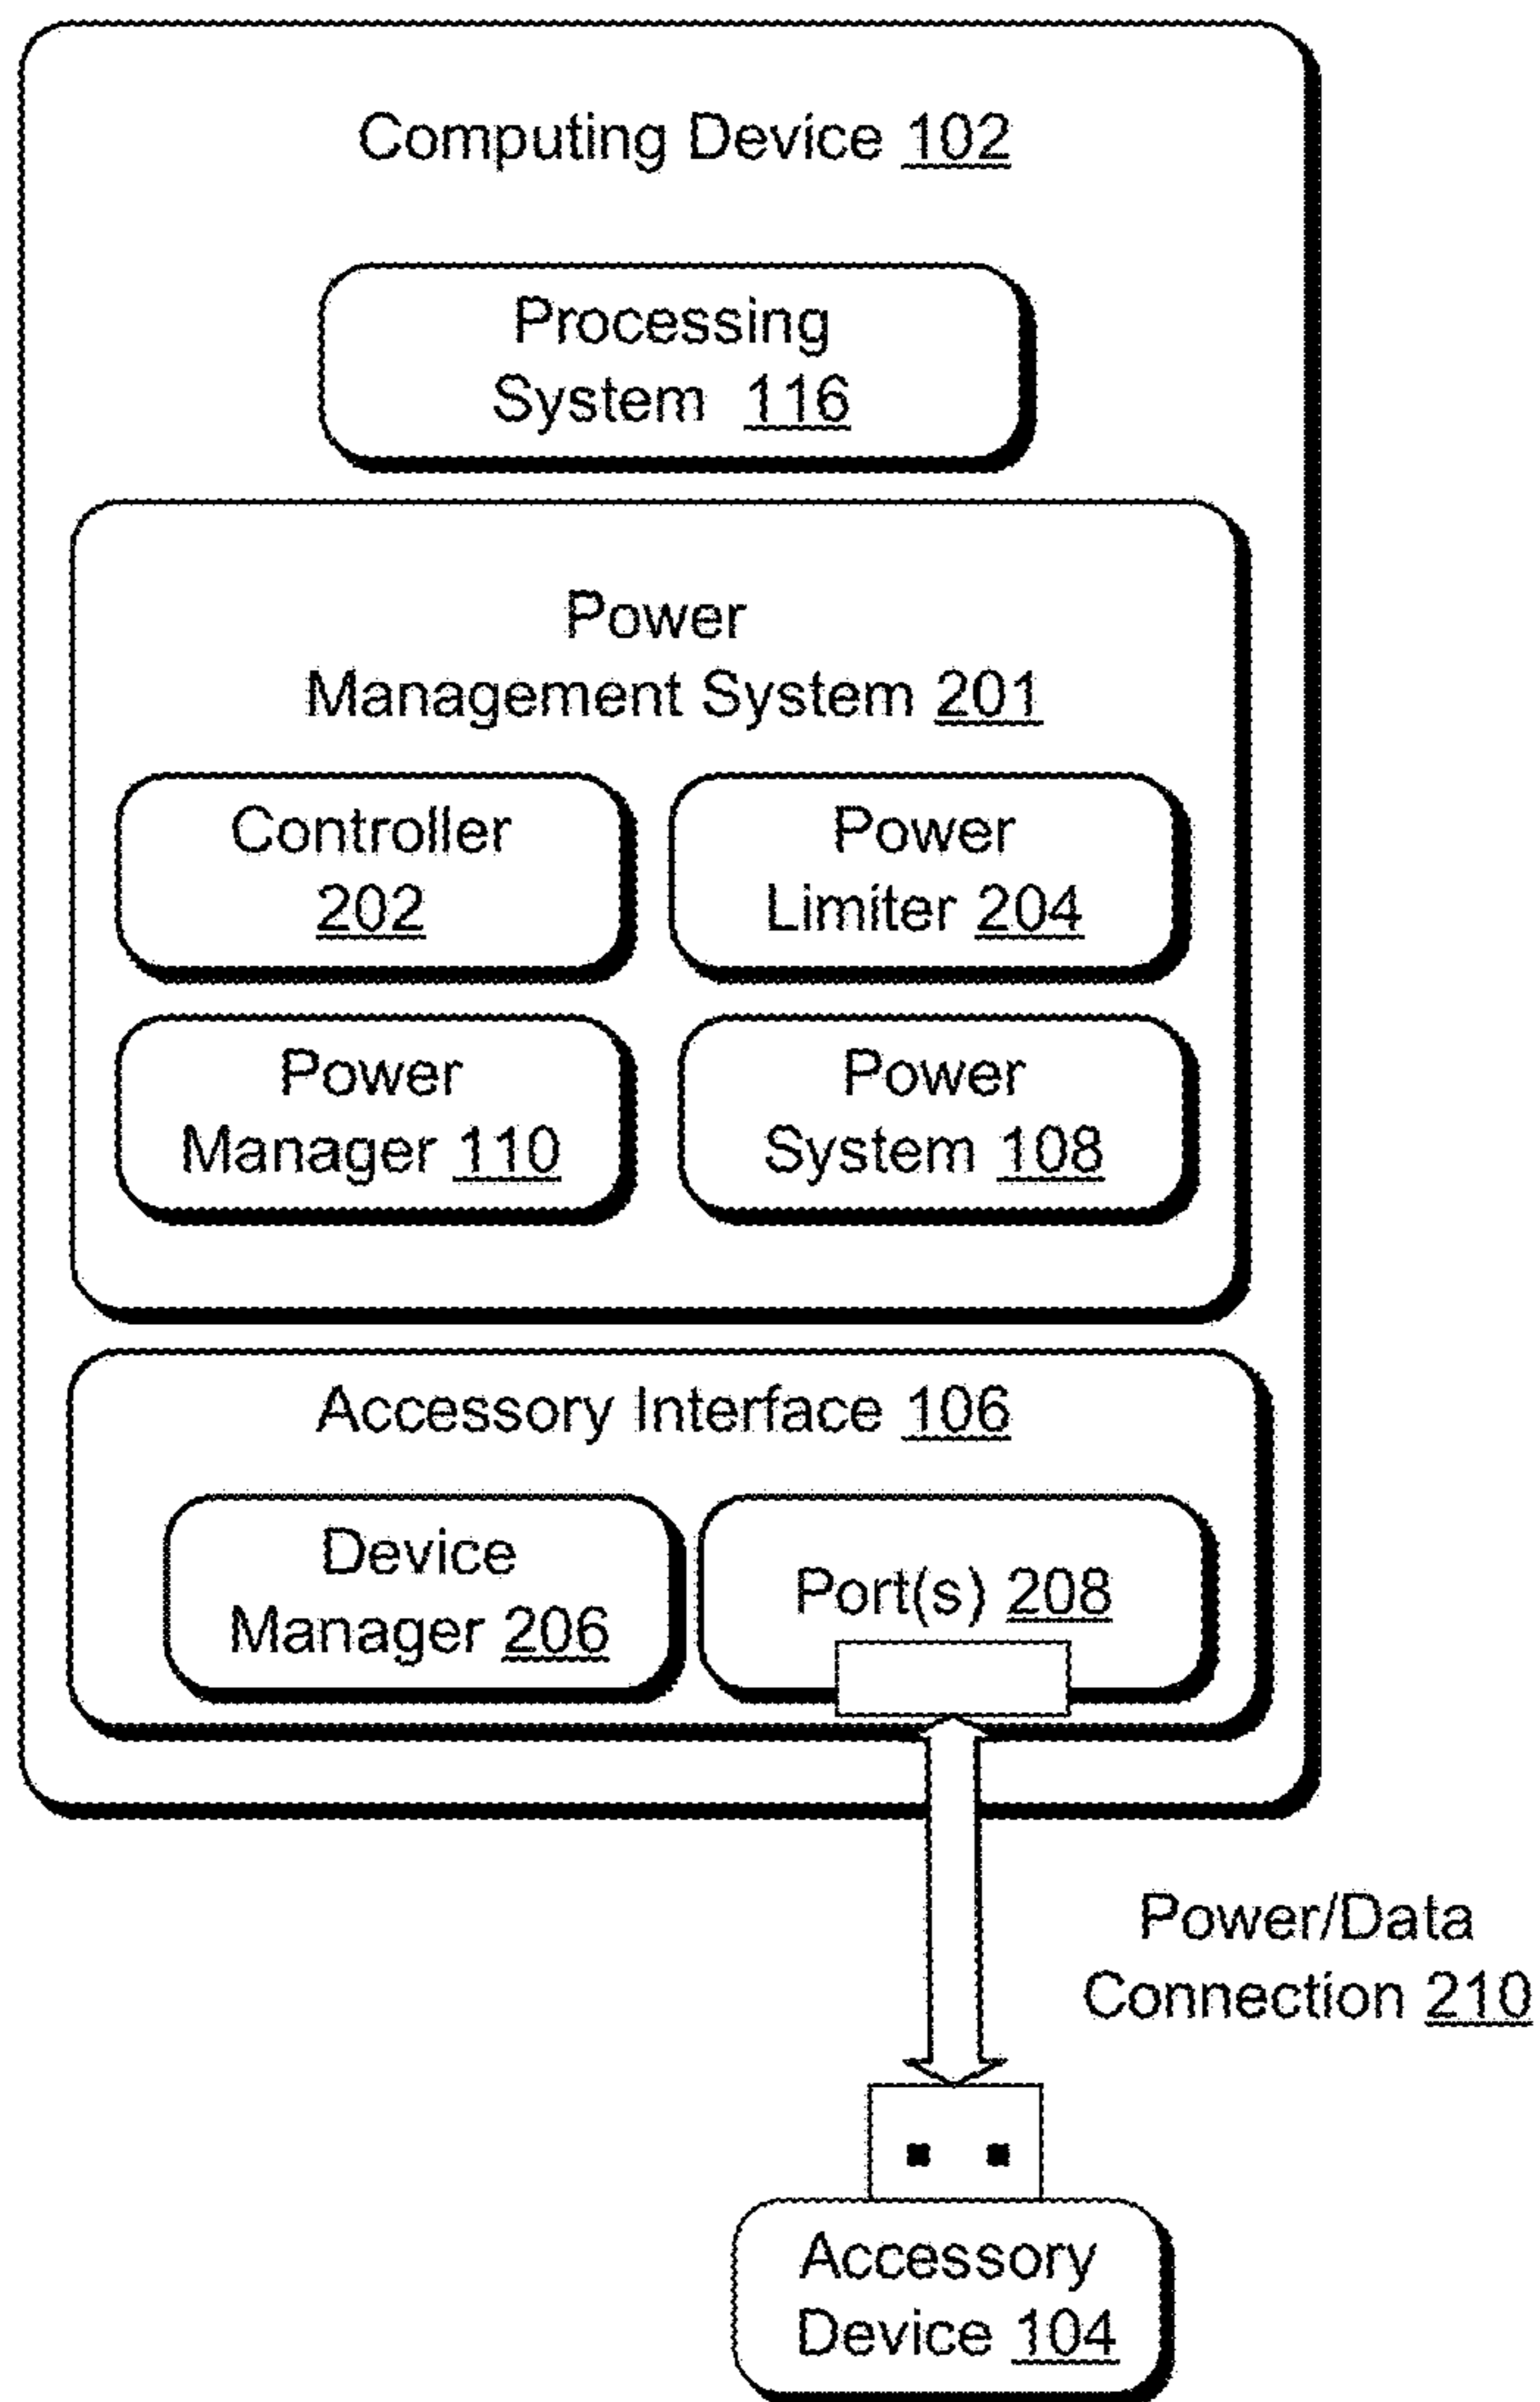 Computing Device 102
Processing
System 116
Power
Management System 201
Controller
202
Power
Limiter 204
Power
Manager 110
Power
System 108
Accessory Interface 106
Device
Manager 206
Port(s) 208
Power/Data
Connection 210
Accessory
Device 104